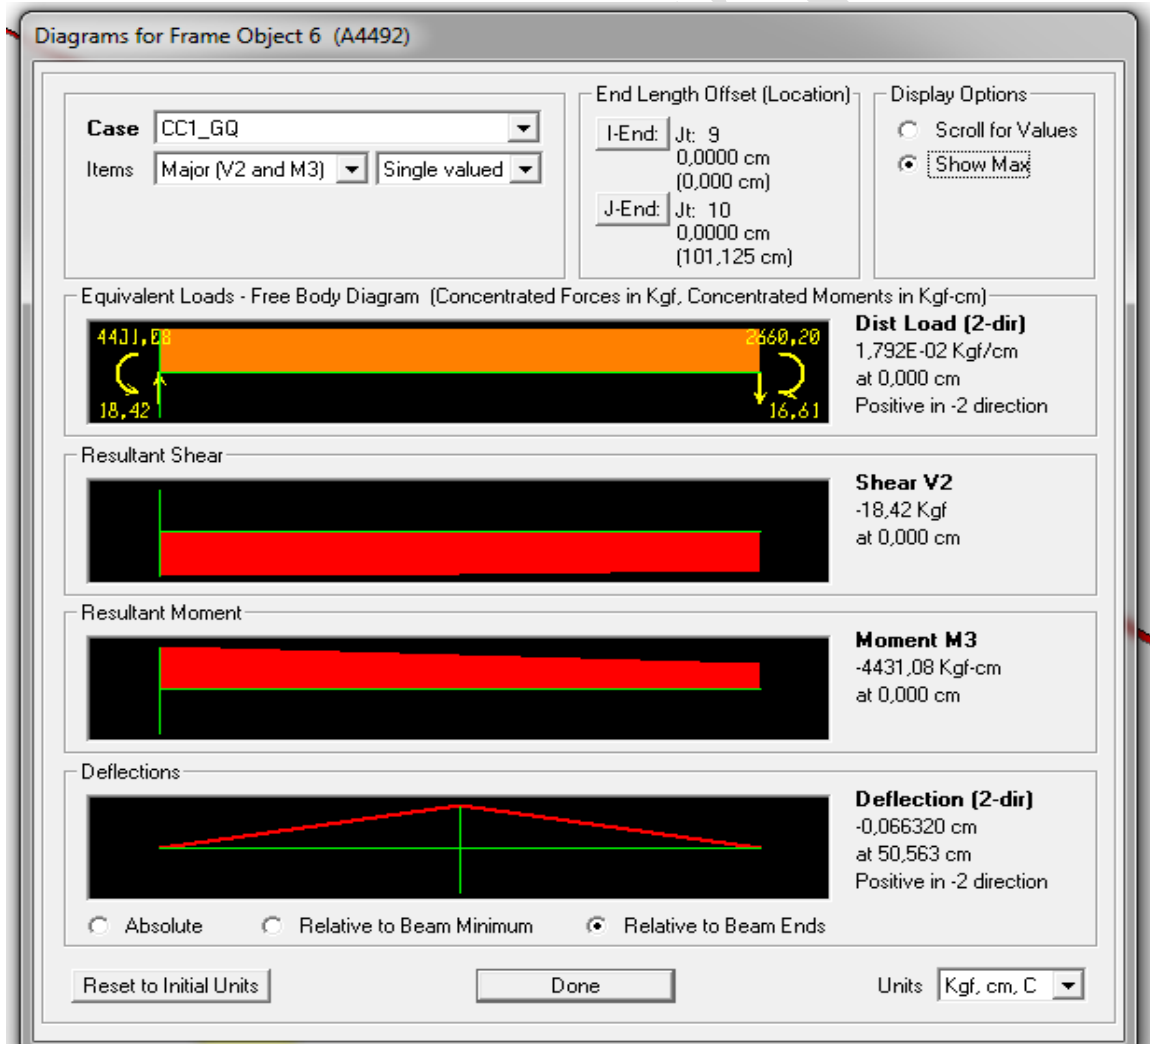 Diagrams for Frame Object 6 (A4492)
Case CC1_GQ
Items Major (V2 and M3) Single valued
End Length Offset (Location)
I-End: Jt: 9
0,0000 cm
(0,000 cm)
J-End: Jt: 10
0,0000 cm
(101,125 cm)
Display Options
Scroll for Values
Show Max
Equivalent Loads - Free Body Diagram (Concentrated Forces in Kgf, Concentrated Moments in Kgf-cm)
4431,08
2660,20
18,42
16,61
Dist Load (2-dir)
1,792E-02 Kgf/cm
at 0,000 cm
Positive in -2 direction
Resultant Shear
Shear V2
-18,42 Kgf
at 0,000 cm
Resultant Moment
Moment M3
-4431,08 Kgf-cm
at 0,000 cm
Deflections
Deflection (2-dir)
-0,066320 cm
at 50,563 cm
Positive in -2 direction
Absolute Relative to Beam Minimum Relative to Beam Ends
Reset to Initial Units Done Units Kgf, cm, C